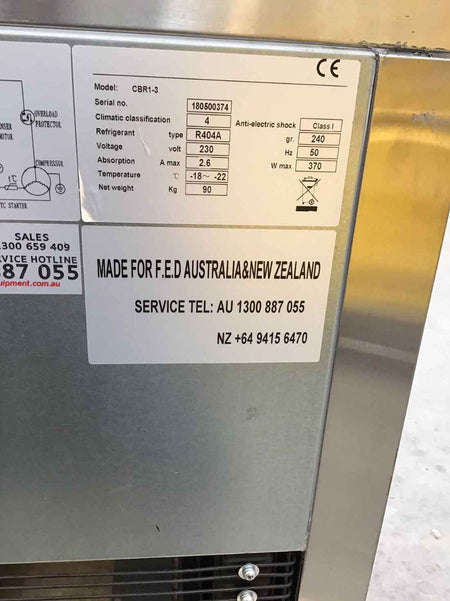 CE
Model: CBR1-3
Serial no. 180500374
Climatic classification 4 Anti-electric shock Class I
Refrigerant type R404A gr. 240
Voltage volt 230 Hz 50
Absorption A max 2.6 W max 370
Temperature ℃ -18～ -22
Net weight Kg 90
OVERLOAD
PROTECTOR
COMPRESSOR
1℃
STARTER
SALES
300 659 409
SERVICE HOTLINE
887 055
uipment.com.au
MADE FOR F.E.D AUSTRALIA&NEW ZEALAND
SERVICE TEL: AU 1300 887 055
NZ +64 9415 6470